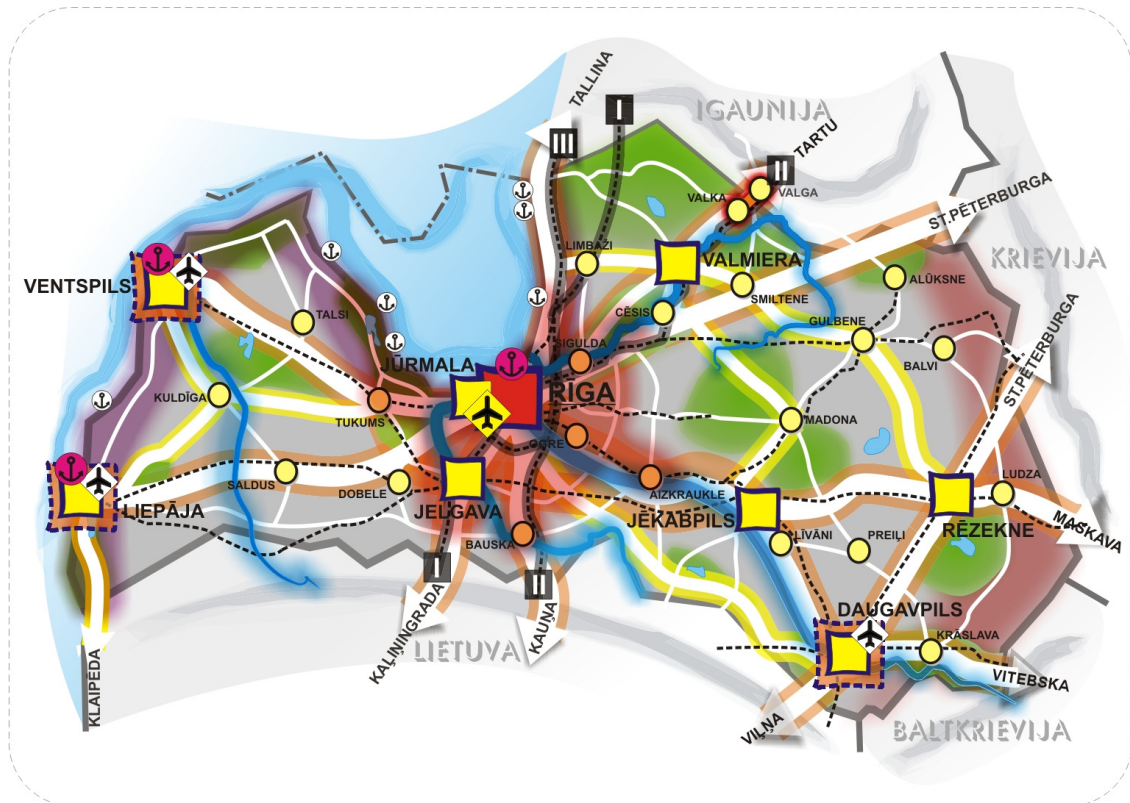 TALLINA
I
III
IGAUNIJA
TARTU
II
VALKA
VALGA
ST.PĒTERBURGA
KRIEVIJA
LIMBAŽI
VALMIERA
VENTSPILS
ALŪKSNE
SMILTENE
CĒSIS
TALSI
GULBENE
ST.PĒTERBURGA
SIGULDA
JŪRMALA
BALVI
RĪGA
KULDĪGA
TUKUMS
MADONA
OGRE
LUDZA
SALDUS
DOBELE
AIZKRAUKLE
LIEPĀJA
JELGAVA
JĒKABPILS
RĒZEKNE
MASKAVA
BAUSKA
LĪVĀNI
PREIĻI
I
II
DAUGAVPILS
KAĻININGRADA
LIETUVA
KAUŅA
KRĀSLAVA
VITEBSKA
KLAIPEDA
VIĻŅA
BALTKRIEVIJA